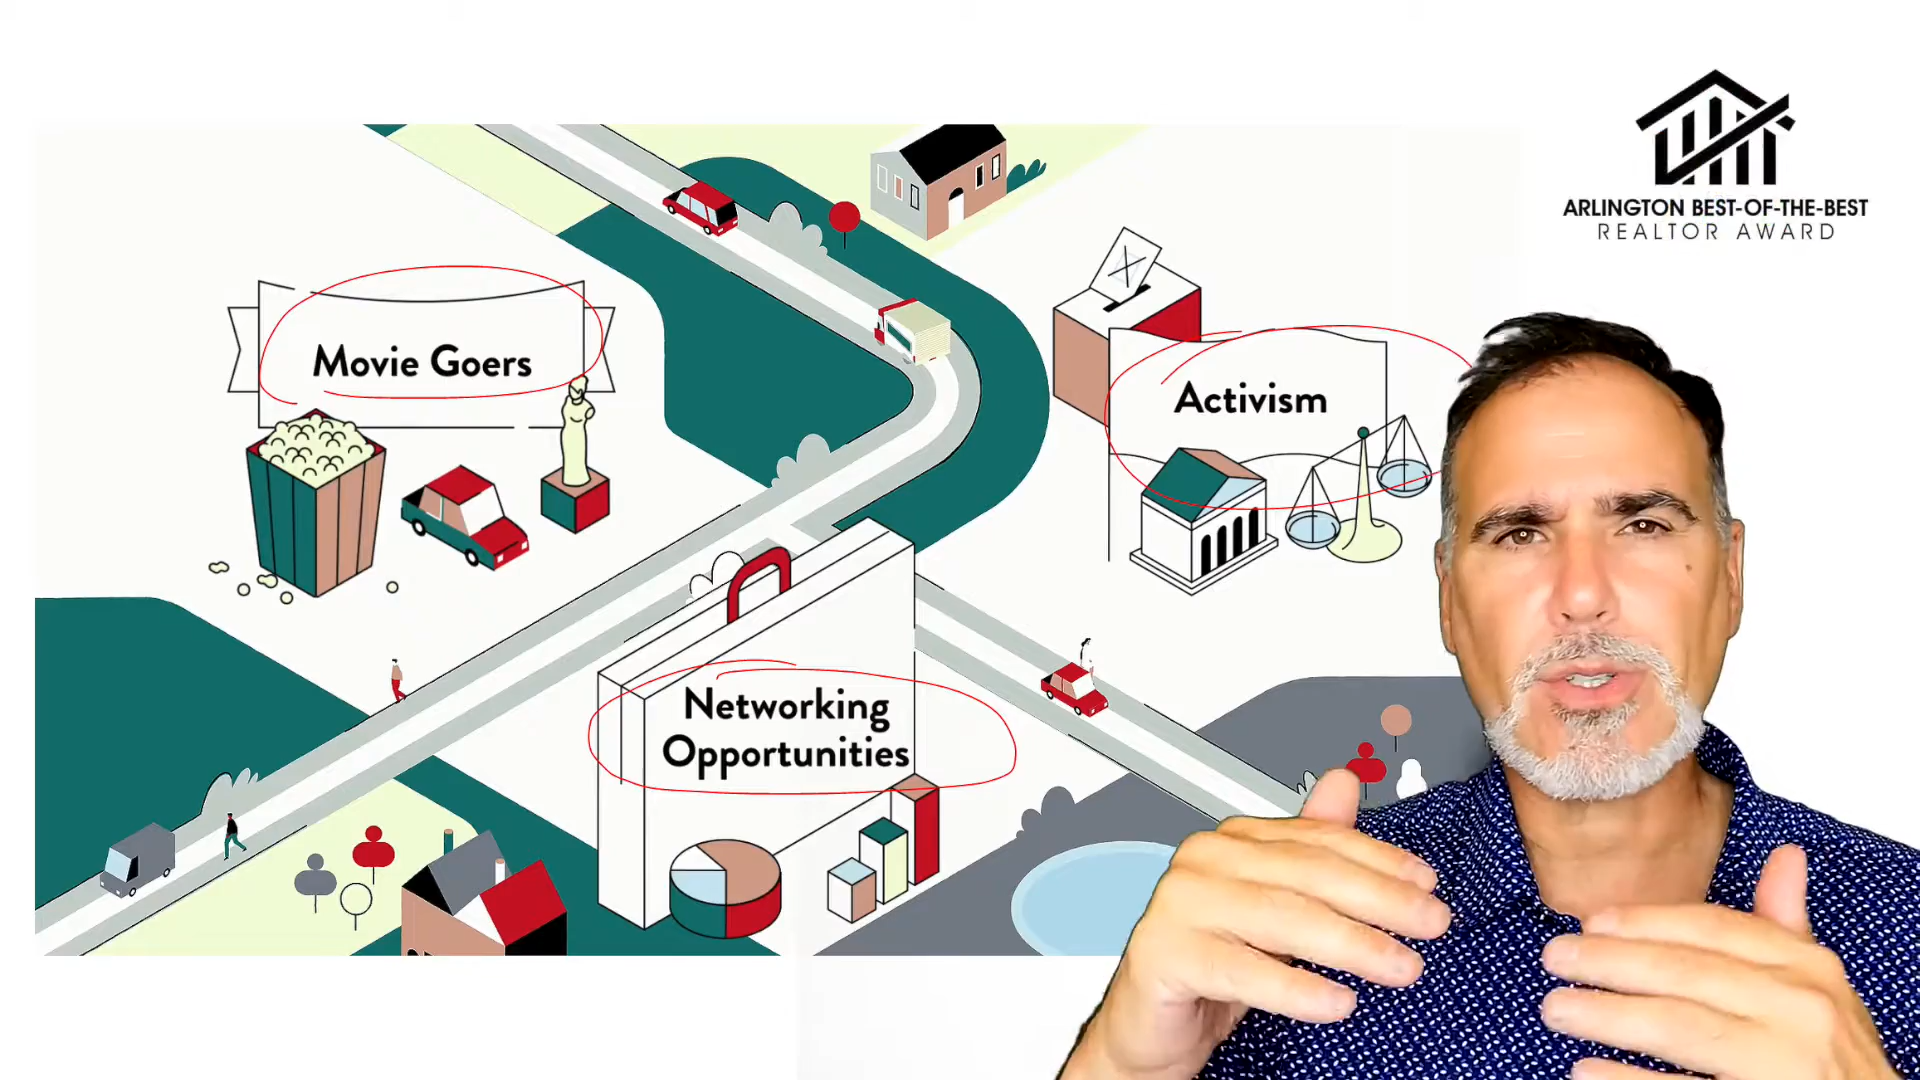 ARLINGTON BEST-OF-THE-BEST
REALTOR AWARD
Movie Goers
Activism
Networking
Opportunities